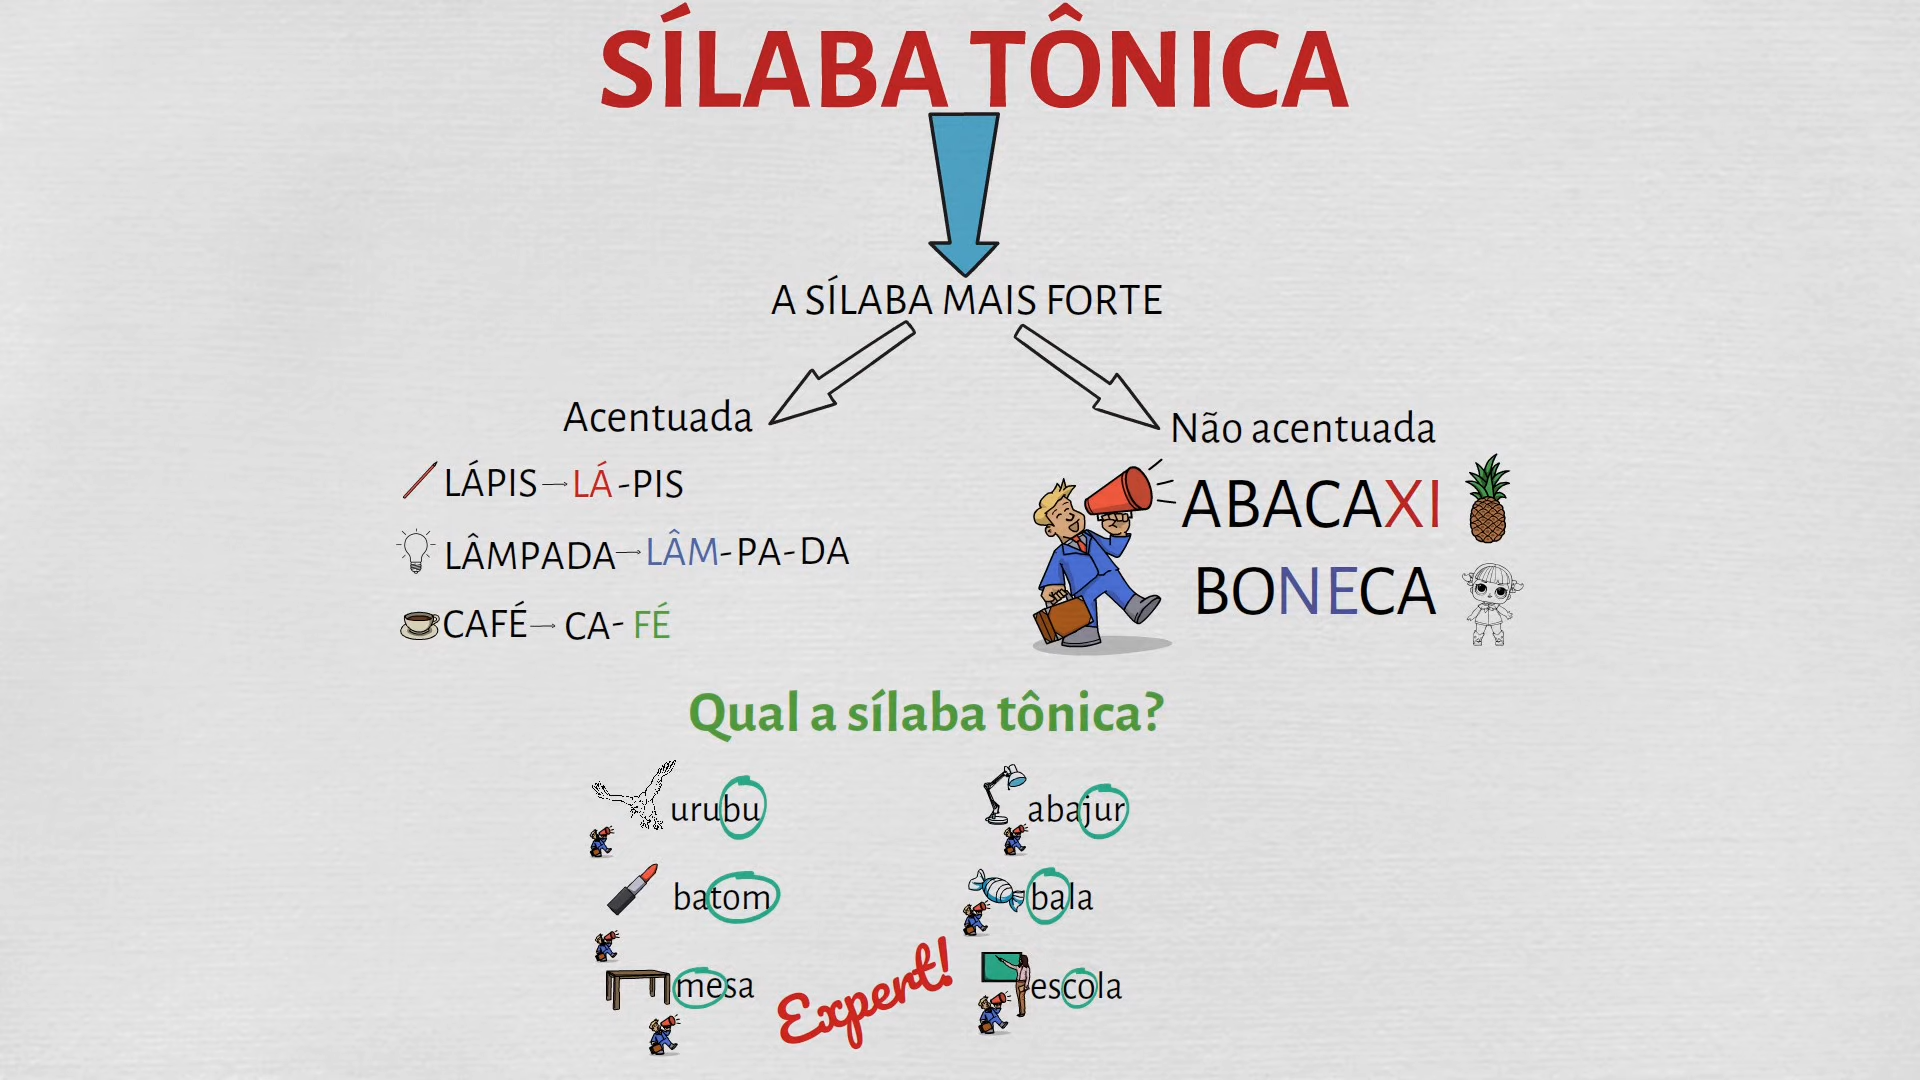 SÍLABA TÔNICA
A SÍLABA MAIS FORTE
Acentuada
LÁPIS → LÁ -PIS
LÂMPADA → LÂM-PA-DA
CAFÉ → CA- FÉ
Não acentuada
ABACAXI
BONECA
Qual a sílaba tônica?
urubu
abajur
batom
bala
mesa
escola
Expert!